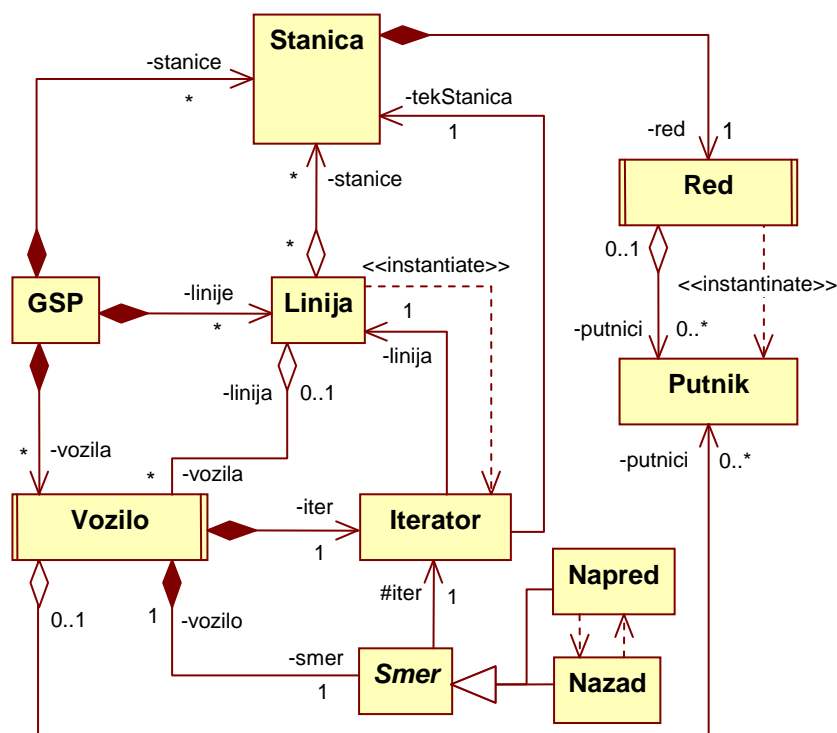 Stanica
-stanice
*
-tekStanica
1
-red
1
*
-stanice
Red
*
<<instantiate>>
0..1
<<instantinate>>
GSP
-linije
*
Linija
1
-linija
-putnici
0..*
-linija
0..1
Putnik
*
-vozila
*
-vozila
-putnici
0..*
Vozilo
-iter
1
Iterator
0..1
1
-vozilo
#iter
1
Napred
-smer
1
Smer
Nazad